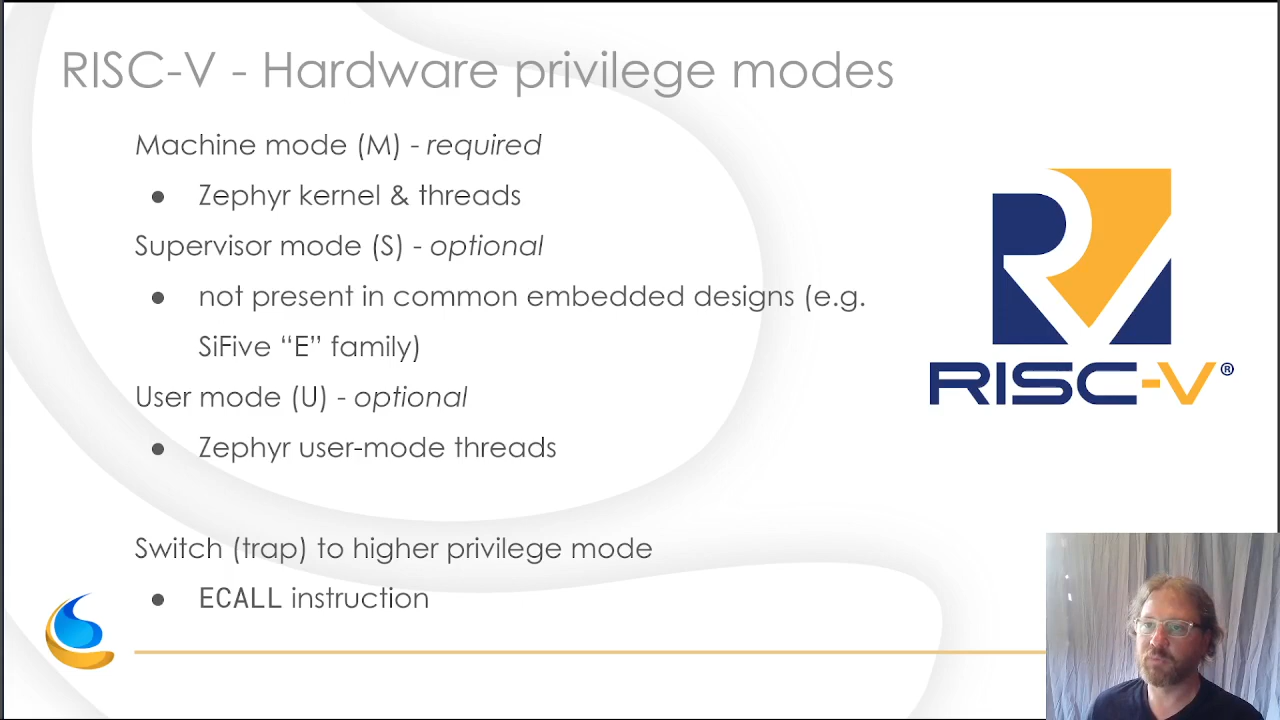 RISC-V - Hardware privilege modes
Machine mode (M) - required
● Zephyr kernel & threads
Supervisor mode (S) - optional
● not present in common embedded designs (e.g.
SiFive “E” family)
User mode (U) - optional
● Zephyr user-mode threads
Switch (trap) to higher privilege mode
● ECALL instruction
RISC-V®